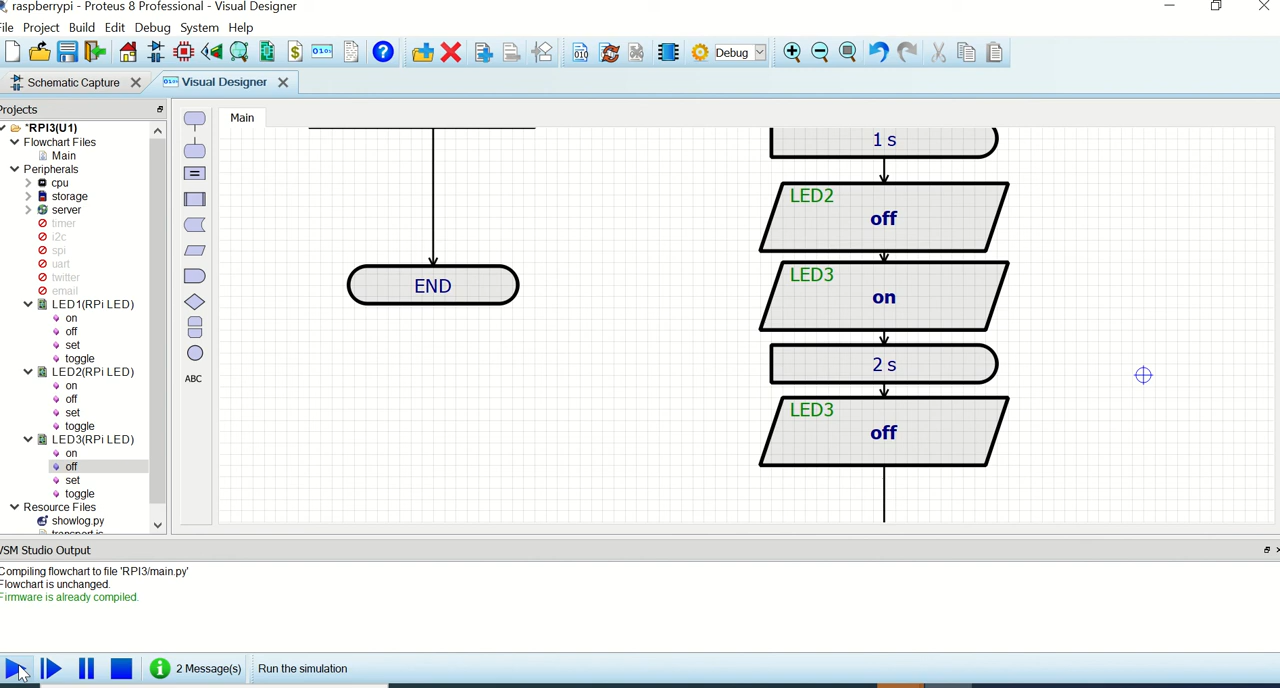 raspberrypi - Proteus 8 Professional - Visual Designer
File Project Build Edit Debug System Help
Debug
Schematic Capture Visual Designer
Projects
Main
*RPI3(U1)
Flowchart Files
Main
Peripherals
cpu
storage
server
timer
i2c
spi
uart
twitter
email
LED1(RPi LED)
on
off
set
toggle
LED2(RPi LED)
on
off
set
toggle
LED3(RPi LED)
on
off
set
toggle
Resource Files
showlog.py
ABC
END
1 s
LED2
off
LED3
on
2 s
LED3
off
VSM Studio Output
Compiling flowchart to file 'RPI3/main.py'
Flowchart is unchanged.
Firmware is already compiled.
2 Message(s) Run the simulation